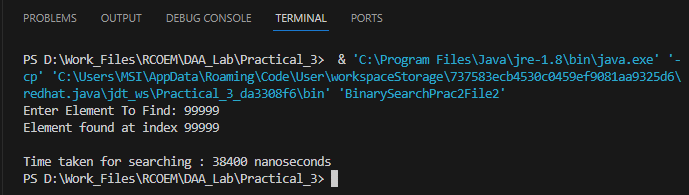 PROBLEMS OUTPUT DEBUG CONSOLE TERMINAL PORTS
PS D:\Work_Files\RCOEM\DAA_Lab\Practical_3>  & 'C:\Program Files\Java\jre-1.8\bin\java.exe' '-
cp' 'C:\Users\MSI\AppData\Roaming\Code\User\workspaceStorage\737583ecb4530c0459ef9081aa9325d6\
redhat.java\jdt_ws\Practical_3_da3308f6\bin' 'BinarySearchPrac2File2'
Enter Element To Find: 99999
Element found at index 99999
Time taken for searching : 38400 nanoseconds
PS D:\Work_Files\RCOEM\DAA_Lab\Practical_3>